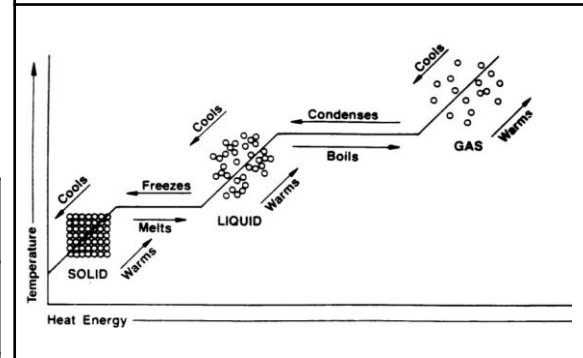 Cools
Condenses
Boils
GAS
Warms
Cools
Freezes
Melts
LIQUID
Warms
Cools
SOLID
Warms
Temperature
Heat Energy